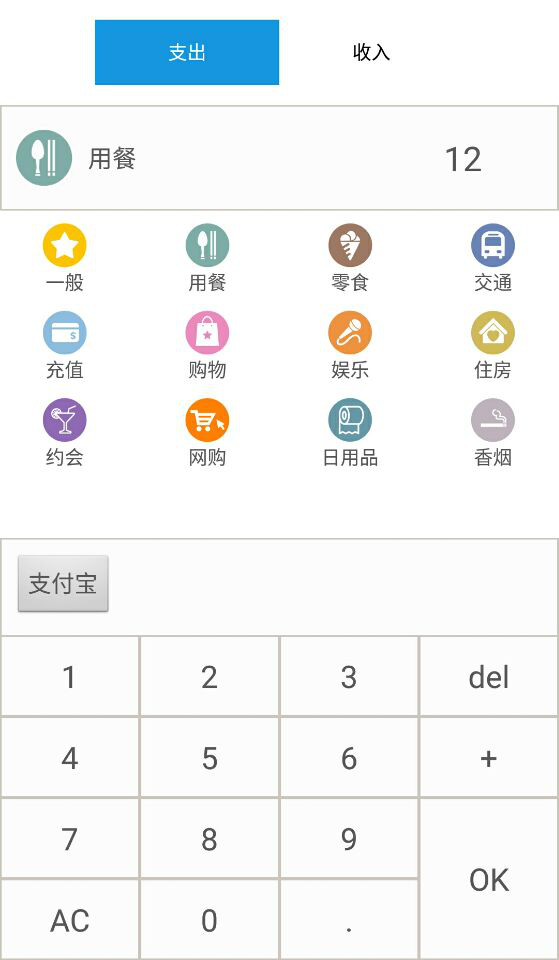 支出 收入
用餐 12
一般 用餐 零食 交通
充值 购物 娱乐 住房
约会 网购 日用品 香烟
支付宝
1 2 3 del
4 5 6 +
7 8 9
OK
AC 0 .